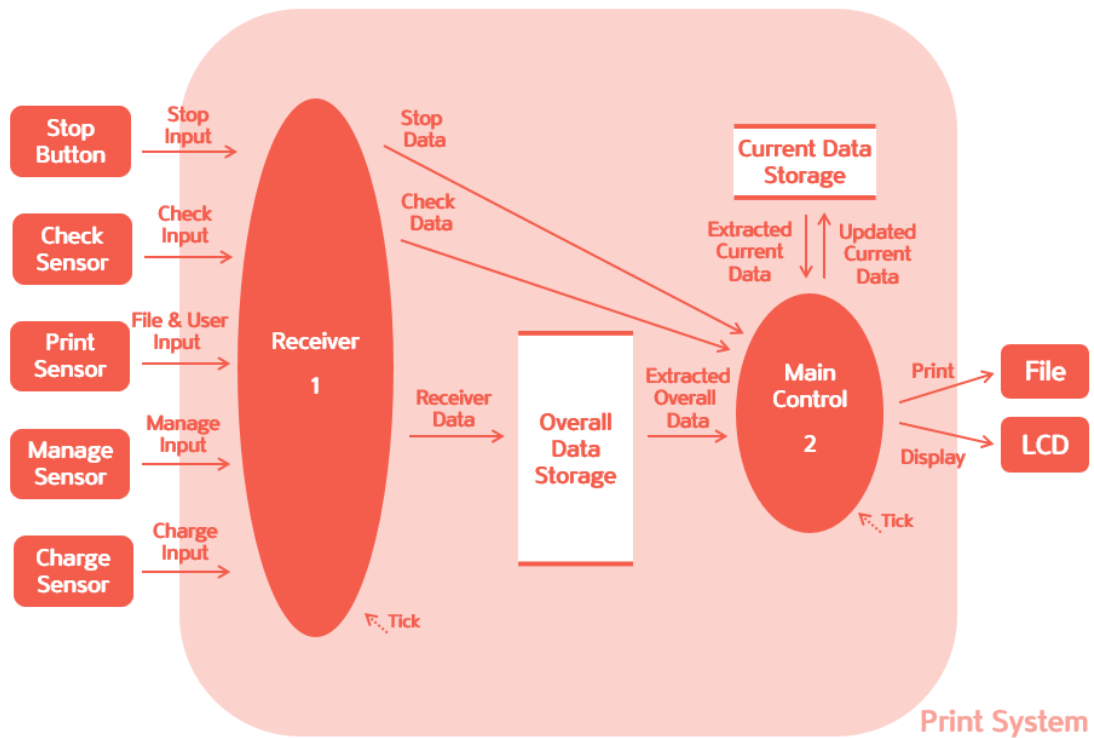 Stop
Button
Stop
Input
Check
Sensor
Check
Input
Print
Sensor
File & User
Input
Manage
Sensor
Manage
Input
Charge
Sensor
Charge
Input
Receiver
1
Tick
Stop
Data
Check
Data
Receiver
Data
Overall
Data
Storage
Extracted
Overall
Data
Current Data
Storage
Extracted
Current
Data
Updated
Current
Data
Main
Control
2
Tick
Print
File
Display
LCD
Print System